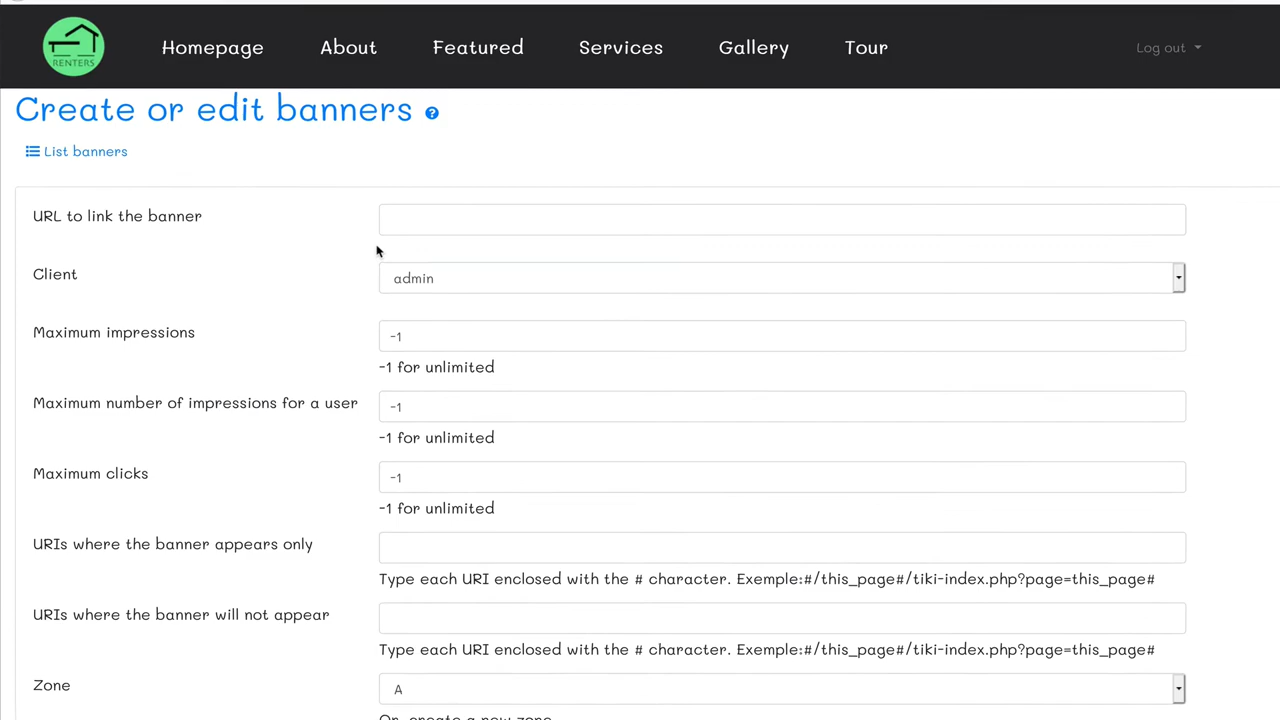 RENTERS
Homepage About Featured Services Gallery Tour Log out
Create or edit banners ?
List banners
URL to link the banner
Client admin
Maximum impressions -1
-1 for unlimited
Maximum number of impressions for a user -1
-1 for unlimited
Maximum clicks -1
-1 for unlimited
URIs where the banner appears only
Type each URI enclosed with the # character. Exemple:#/this_page#/tiki-index.php?page=this_page#
URIs where the banner will not appear
Type each URI enclosed with the # character. Exemple:#/this_page#/tiki-index.php?page=this_page#
Zone A
Or, create a new zone